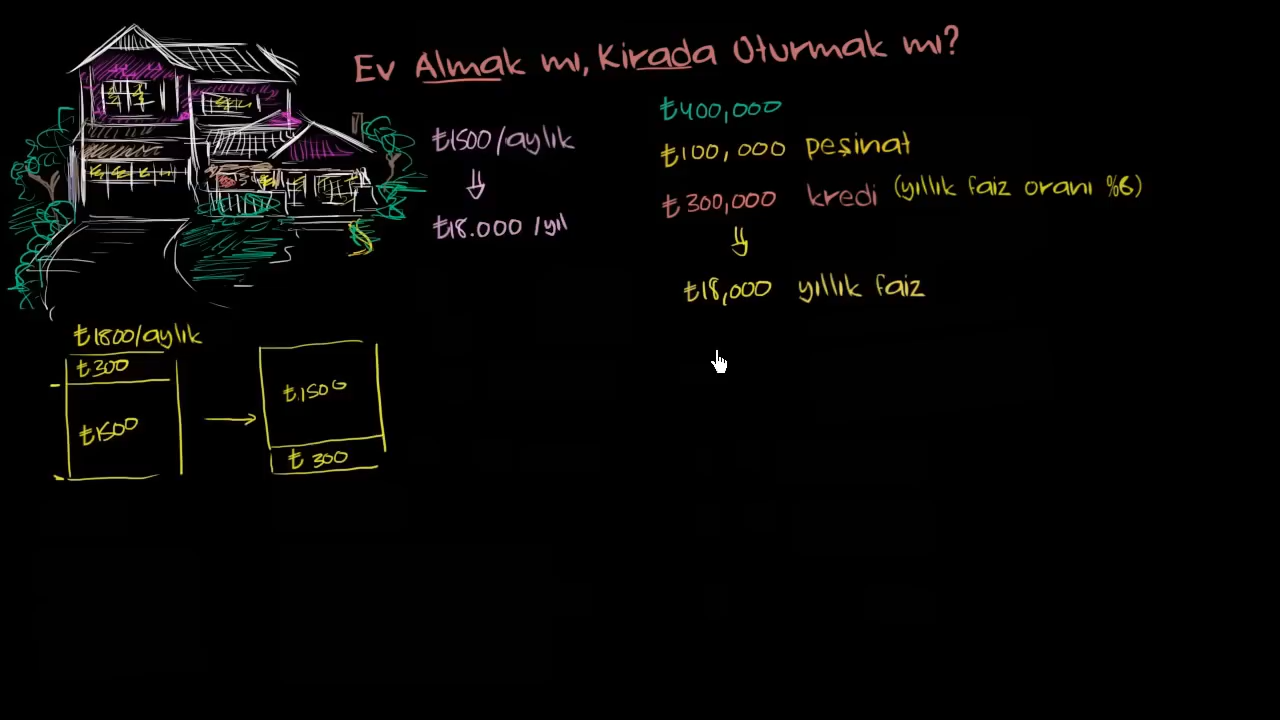 Ev Almak mı, Kirada Oturmak mı?
₺400,000
₺1500/aylık
₺100,000 peşinat
₺300,000 kredi (yıllık faiz oranı %6)
₺18.000 /yıl
₺18,000 yıllık faiz
₺1800/aylık
₺300
₺1500
₺1500
₺300